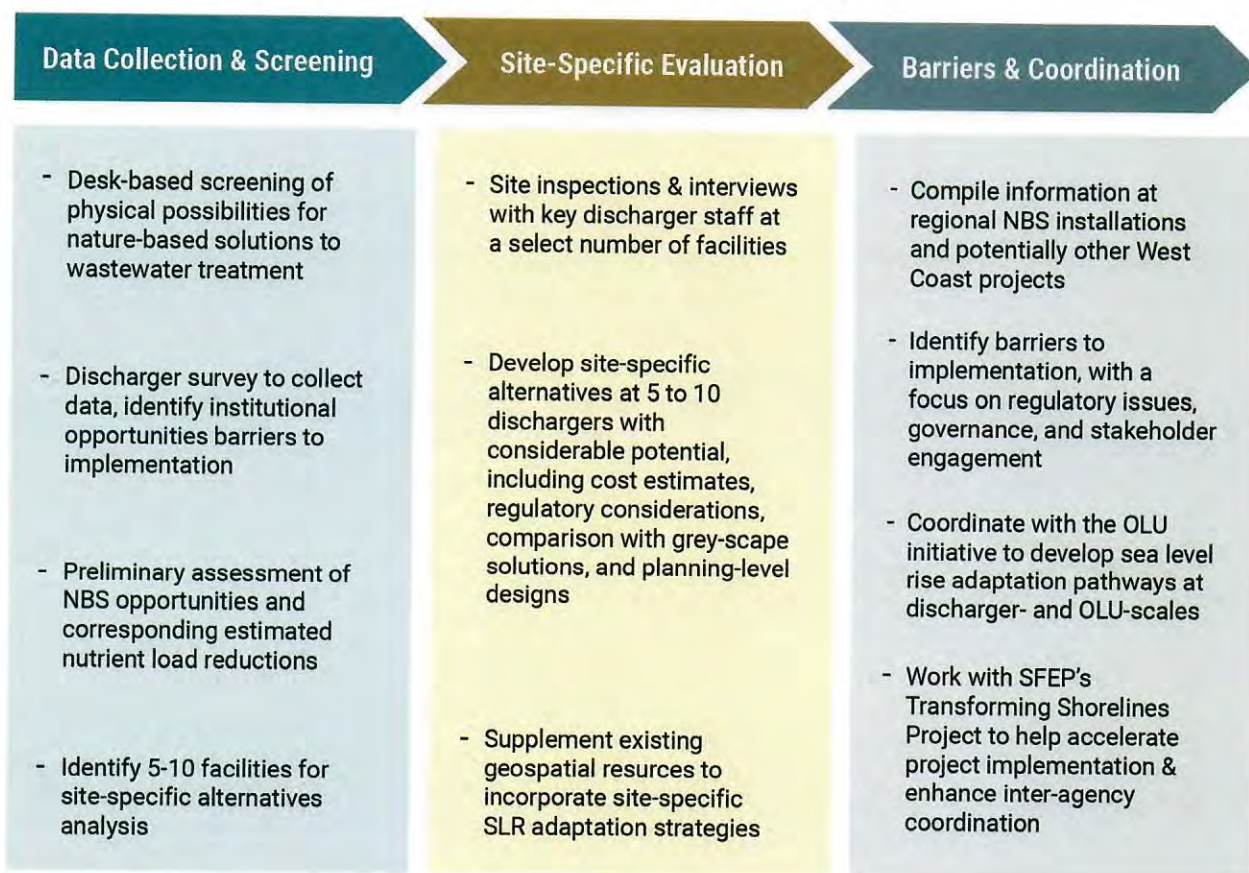 Data Collection & Screening
Site-Specific Evaluation
Barriers & Coordination
- Desk-based screening of
physical possibilities for
nature-based solutions to
wastewater treatment
- Discharger survey to collect
data, identify institutional
opportunities barriers to
implementation
- Preliminary assessment of
NBS opportunities and
corresponding estimated
nutrient load reductions
- Identify 5-10 facilities for
site-specific alternatives
analysis
- Site inspections & interviews
with key discharger staff at
a select number of facilities
- Develop site-specific
alternatives at 5 to 10
dischargers with
considerable potential,
including cost estimates,
regulatory considerations,
comparison with grey-scape
solutions, and planning-level
designs
- Supplement existing
geospatial resurces to
incorporate site-specific
SLR adaptation strategies
- Compile information at
regional NBS installations
and potentially other West
Coast projects
- Identify barriers to
implementation, with a
focus on regulatory issues,
governance, and stakeholder
engagement
- Coordinate with the OLU
initiative to develop sea level
rise adaptation pathways at
discharger- and OLU-scales
- Work with SFEP's
Transforming Shorelines
Project to help accelerate
project implementation &
enhance inter-agency
coordination